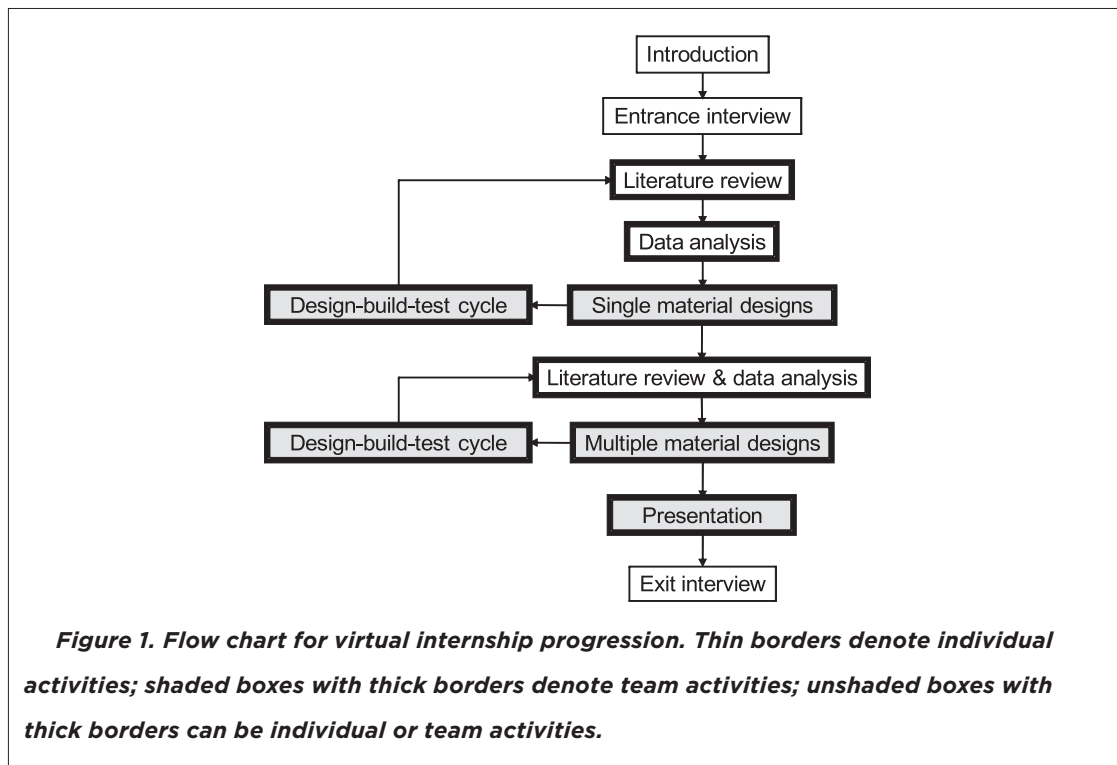 Introduction
Entrance interview
Literature review
Data analysis
Design-build-test cycle
Single material designs
Literature review & data analysis
Design-build-test cycle
Multiple material designs
Presentation
Exit interview
Figure 1. Flow chart for virtual internship progression. Thin borders denote individual
activities; shaded boxes with thick borders denote team activities; unshaded boxes with
thick borders can be individual or team activities.